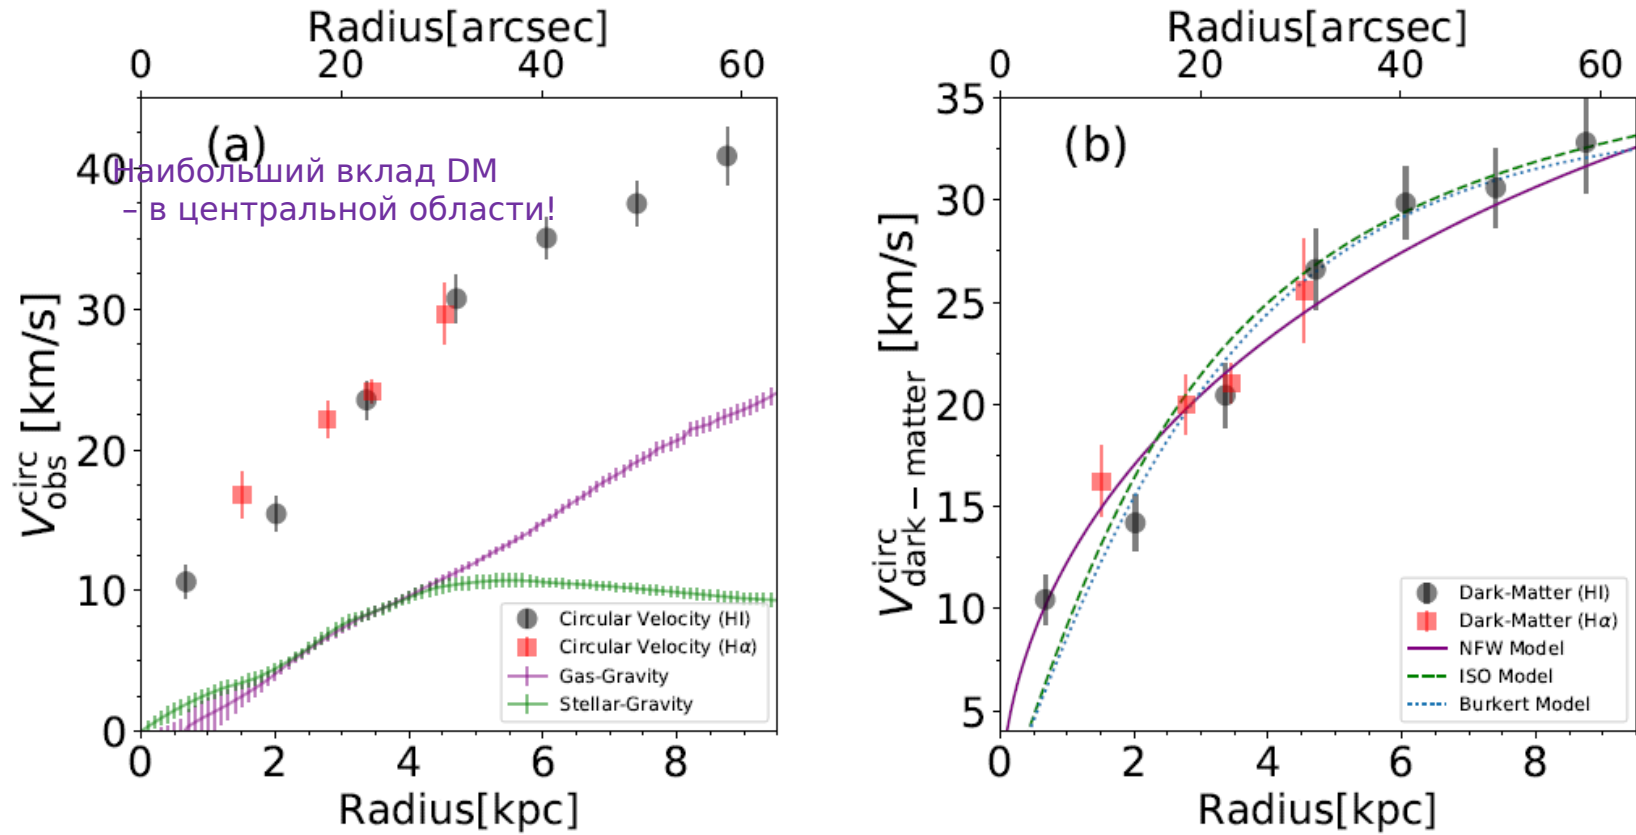 Radius[arcsec]
0 20 40 60
(a)
Наибольший вклад DM
– в центральной области!
40
30
20
10
0
V^circ_obs [km/s]
Circular Velocity (HI)
Circular Velocity (Hα)
Gas-Gravity
Stellar-Gravity
0 2 4 6 8
Radius[kpc]
Radius[arcsec]
0 20 40 60
(b)
35
30
25
20
15
10
5
V^circ_dark−matter [km/s]
Dark-Matter (HI)
Dark-Matter (Hα)
NFW Model
ISO Model
Burkert Model
0 2 4 6 8
Radius[kpc]